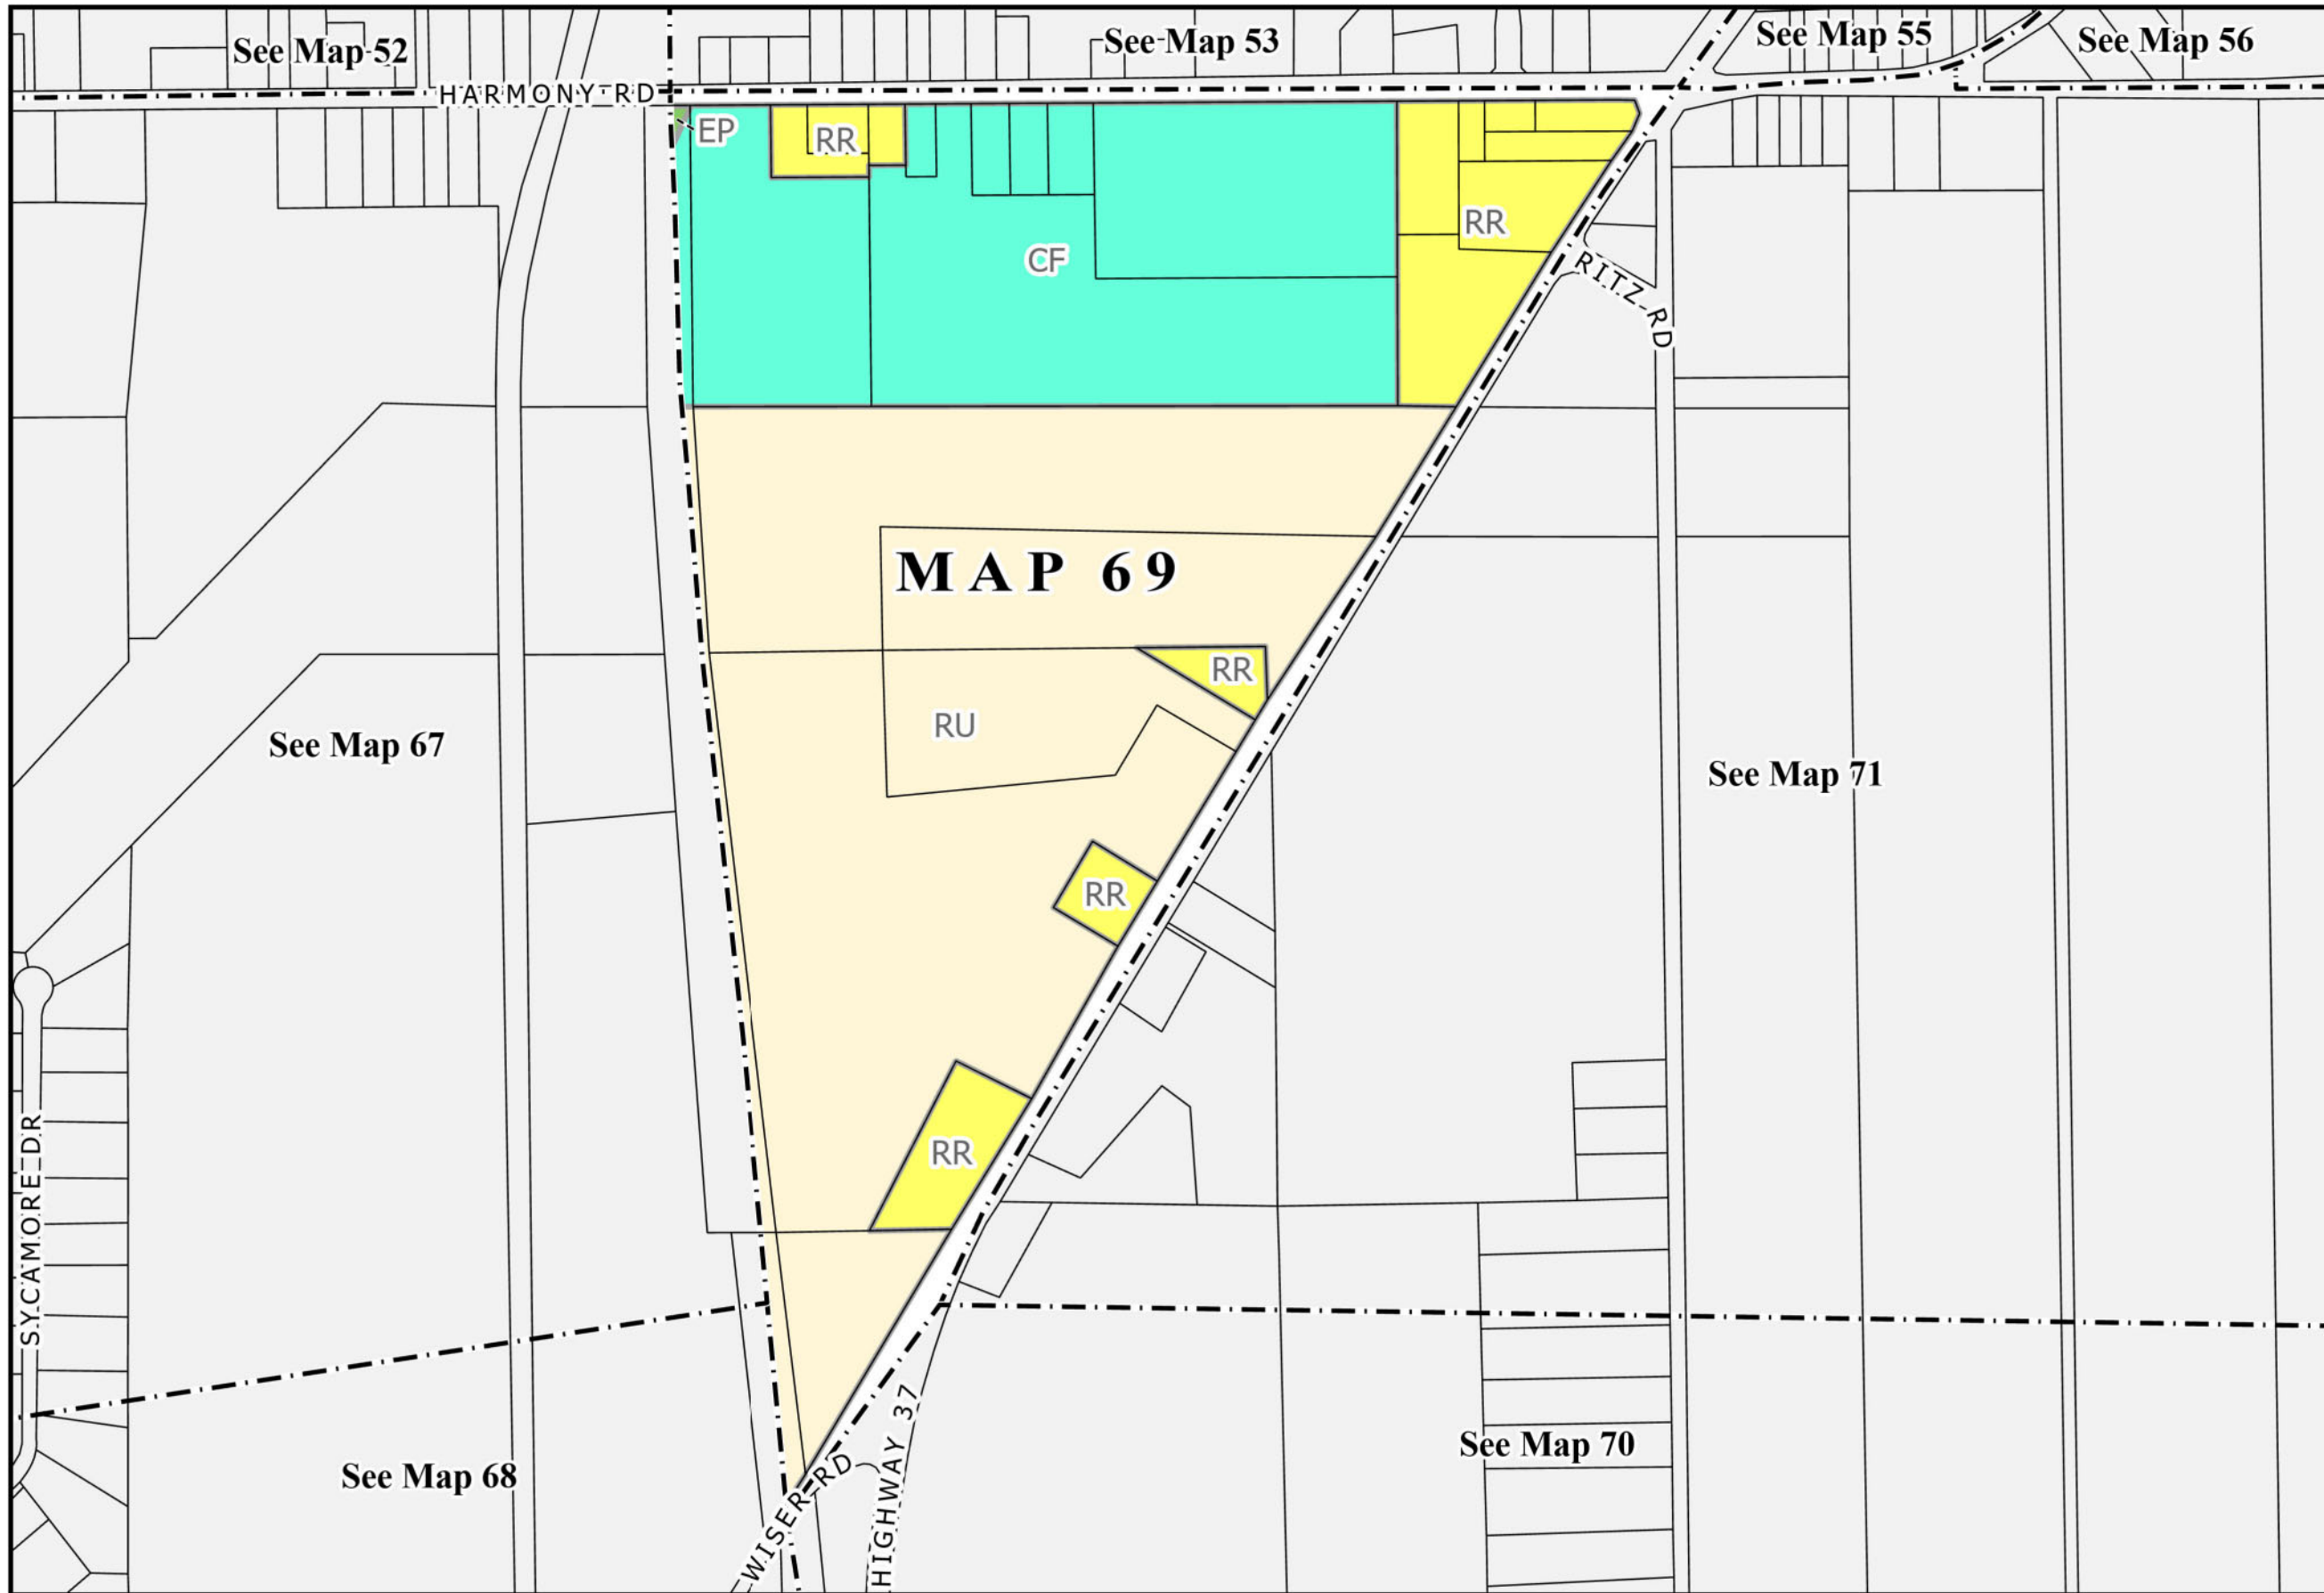 See Map 52
See Map 53
See Map 55
See Map 56
HARMONY RD
EP
RR
RR
CF
RITZ RD
MAP 69
RR
RU
See Map 67
See Map 71
RR
RR
SYCAMORE DR
See Map 68
See Map 70
WISER RD
HIGHWAY 37